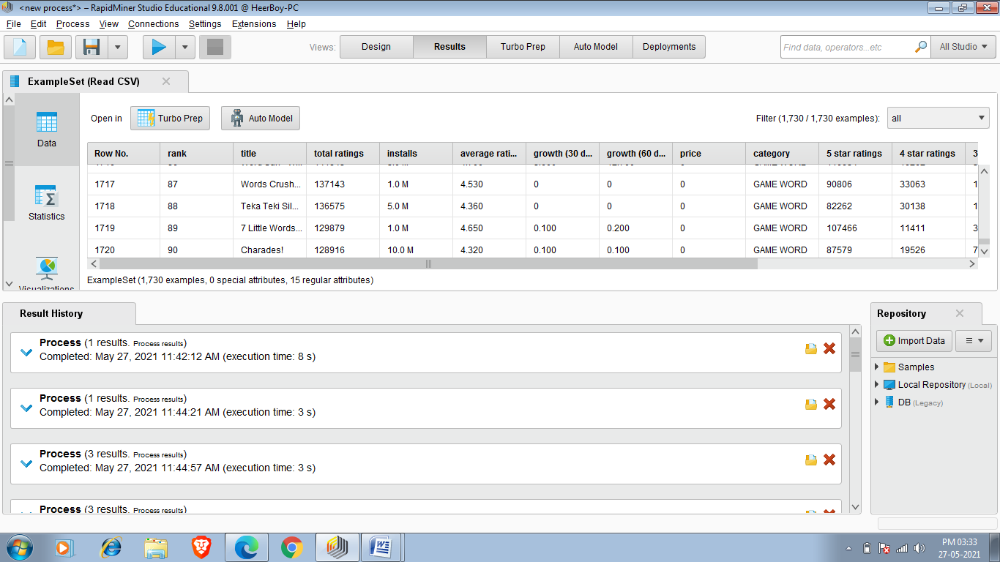 <new process*> – RapidMiner Studio Educational 9.8.001 @ HeerBoy-PC
File Edit Process View Connections Settings Extensions Help
Views: Design Results Turbo Prep Auto Model Deployments Find data, operators...etc All Studio
ExampleSet (Read CSV)
Open in Turbo Prep Auto Model Filter (1,730 / 1,730 examples): all
Data
Statistics
Visualizations
Row No. rank title total ratings installs average rati... growth (30 d... growth (60 d... price category 5 star ratings 4 star ratings 3
1717 87 Words Crush... 137143 1.0 M 4.530 0 0 0 GAME WORD 90806 33063 1
1718 88 Teka Teki Sil... 136575 5.0 M 4.360 0 0 0 GAME WORD 82262 30138 1
1719 89 7 Little Words... 129879 1.0 M 4.650 0.100 0.200 0 GAME WORD 107466 11411 3
1720 90 Charades! 128916 10.0 M 4.320 0.100 0.100 0 GAME WORD 87579 19526 7
ExampleSet (1,730 examples, 0 special attributes, 15 regular attributes)
Result History
Process (1 results. Process results)
Completed: May 27, 2021 11:42:12 AM (execution time: 8 s)
Process (1 results. Process results)
Completed: May 27, 2021 11:44:21 AM (execution time: 3 s)
Process (3 results. Process results)
Completed: May 27, 2021 11:44:57 AM (execution time: 3 s)
Process (3 results. Process results)
Repository
Import Data
Samples
Local Repository (Local)
DB (Legacy)
PM 03:33
27-05-2021